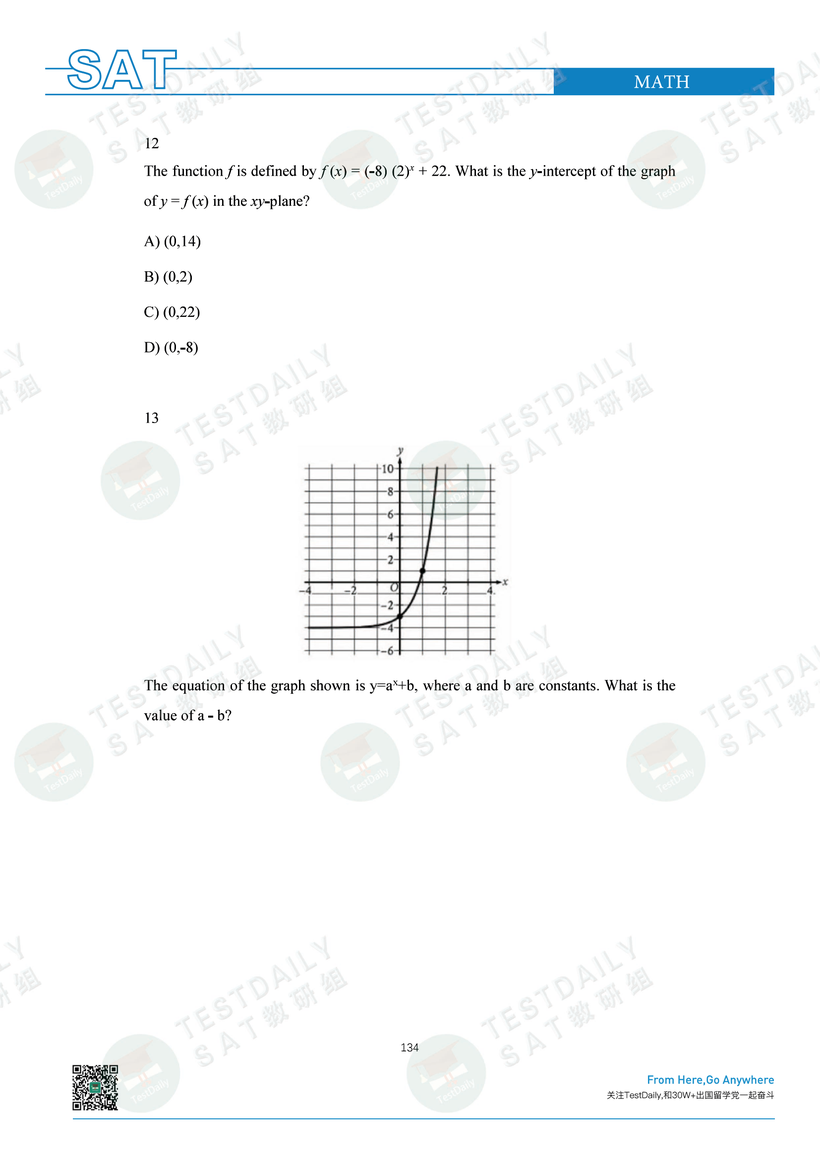 SAT
MATH
12
The function f is defined by f (x) = (-8) (2)ˣ + 22. What is the y-intercept of the graph
of y = f (x) in the xy-plane?
A) (0,14)
B) (0,2)
C) (0,22)
D) (0,-8)
13
y
10
8
6
4
2
-4
-2
O
2
4
x
-2
-4
-6
The equation of the graph shown is y=aˣ+b, where a and b are constants. What is the
value of a - b?
134
From Here,Go Anywhere
关注TestDaily,和30W+出国留学党一起奋斗
TESTDAILY
SAT教研组
TestDaily